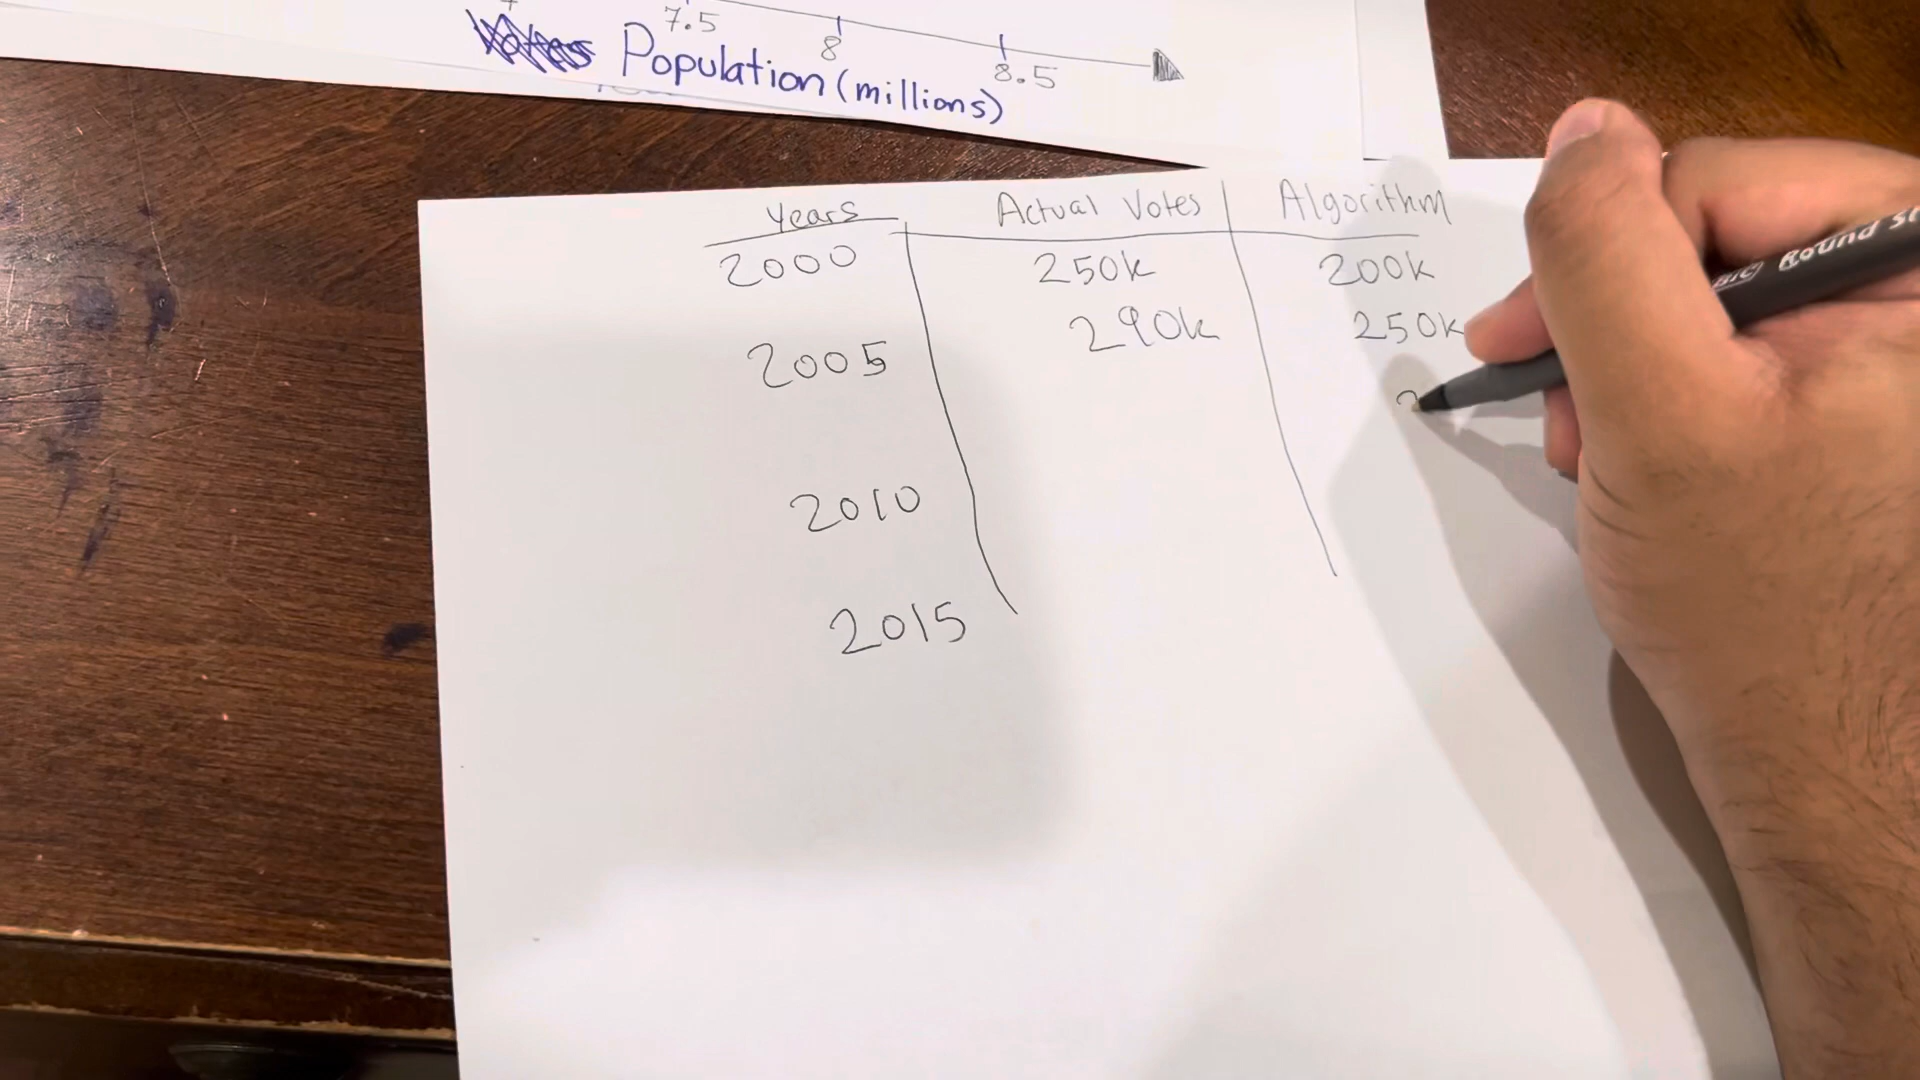 7.5 8 8.5
Population (millions)
Years Actual Votes Algorithm
2000 250k 200k
2005 290k 250k
2010
2015
BIC Round St